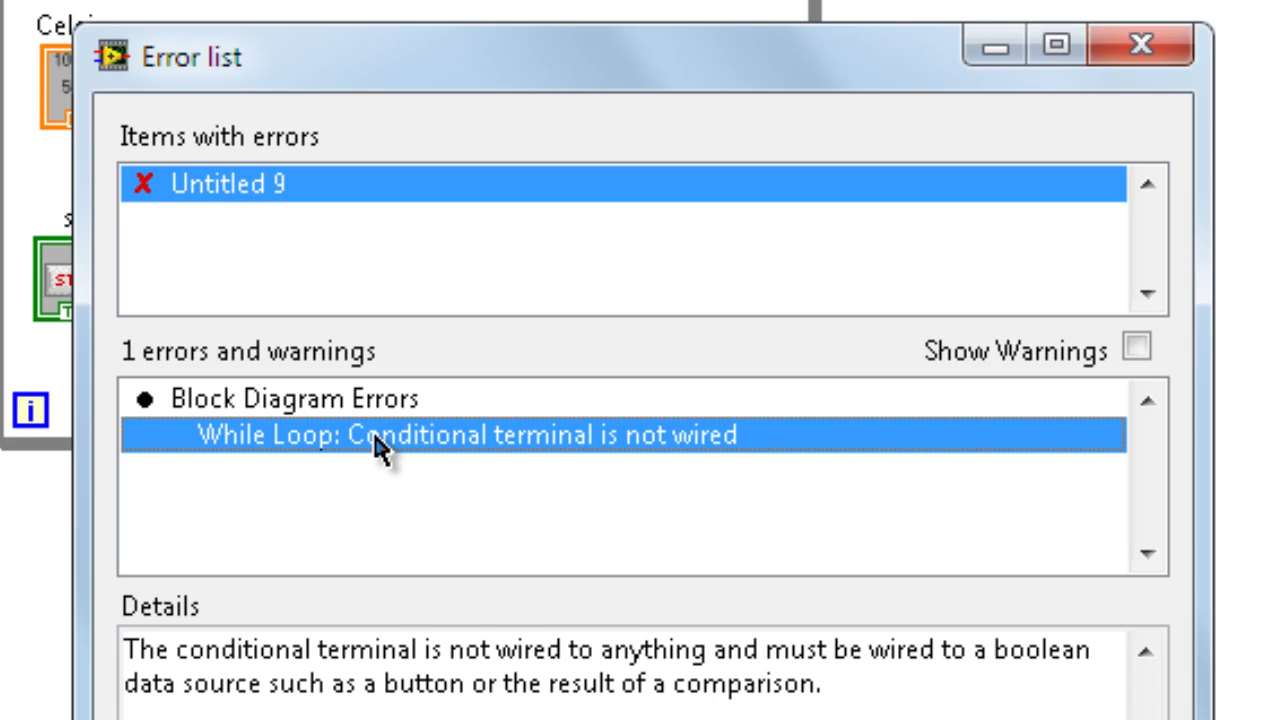 Error list
Items with errors
Untitled 9
1 errors and warnings
Show Warnings
Block Diagram Errors
While Loop: Conditional terminal is not wired
Details
The conditional terminal is not wired to anything and must be wired to a boolean
data source such as a button or the result of a comparison.
i